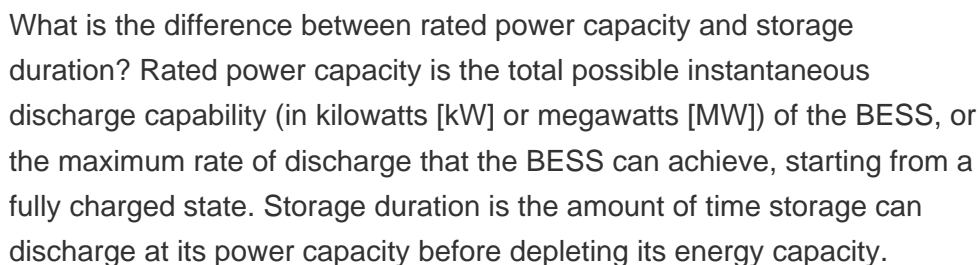 What is the difference between rated power capacity and storage
duration? Rated power capacity is the total possible instantaneous
discharge capability (in kilowatts [kW] or megawatts [MW]) of the BESS, or
the maximum rate of discharge that the BESS can achieve, starting from a
fully charged state. Storage duration is the amount of time storage can
discharge at its power capacity before depleting its energy capacity.